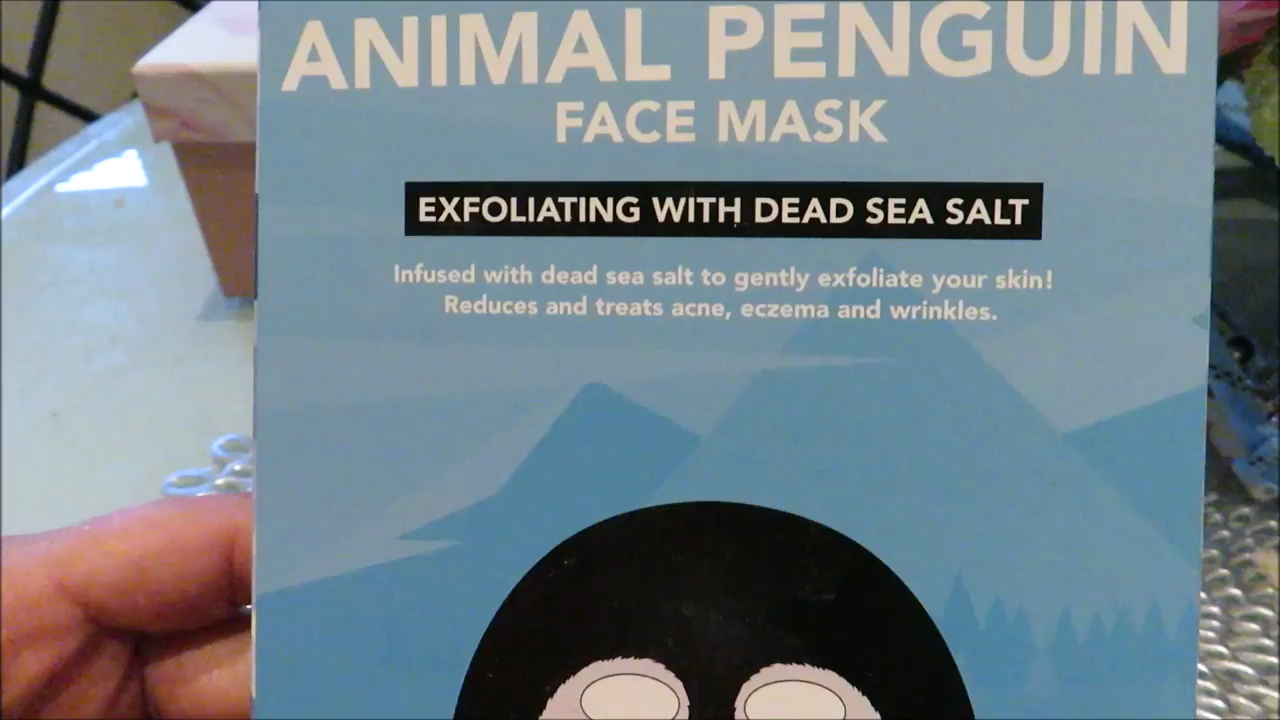 ANIMAL PENGUIN
FACE MASK
EXFOLIATING WITH DEAD SEA SALT
Infused with dead sea salt to gently exfoliate your skin!
Reduces and treats acne, eczema and wrinkles.